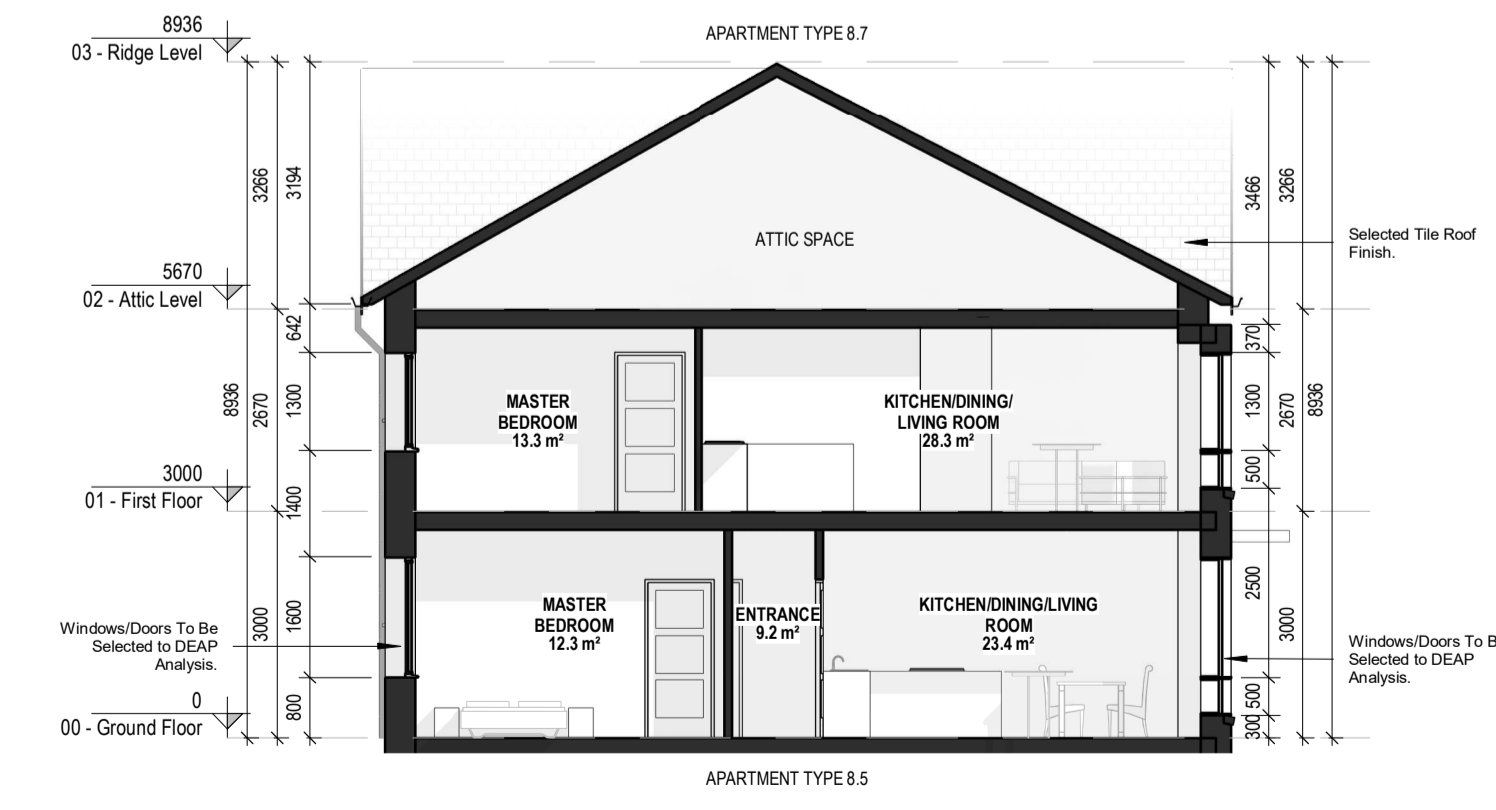 APARTMENT TYPE 8.7
8936
03 - Ridge Level
3266
3194
3466
3266
ATTIC SPACE
Selected Tile Roof
Finish.
5670
02 - Attic Level
642
370
8936
2670
1300
MASTER
BEDROOM
13.3 m²
KITCHEN/DINING/
LIVING ROOM
28.3 m²
1300
2670
8936
3000
01 - First Floor
1400
500
2500
Windows/Doors To Be
Selected to DEAP
Analysis.
3000
1600
MASTER
BEDROOM
12.3 m²
ENTRANCE
9.2 m²
KITCHEN/DINING/LIVING
ROOM
23.4 m²
3000
Windows/Doors To B
Selected to DEAP
Analysis.
0
00 - Ground Floor
800
500
300
APARTMENT TYPE 8.5